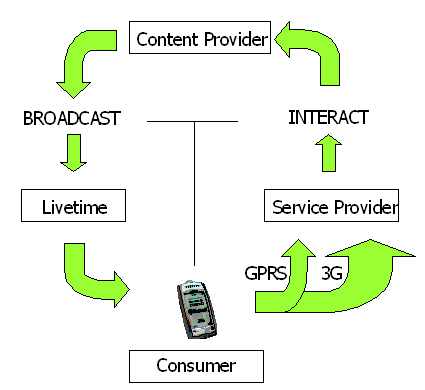 Content Provider
BROADCAST
INTERACT
Livetime
Service Provider
GPRS
3G
Consumer